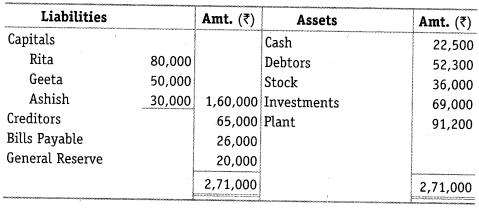 Liabilities Amt. (₹) Assets Amt. (₹)
Capitals Cash 22,500
Rita 80,000 Debtors 52,300
Geeta 50,000 Stock 36,000
Ashish 30,000 1,60,000 Investments 69,000
Creditors 65,000 Plant 91,200
Bills Payable 26,000
General Reserve 20,000
2,71,000 2,71,000